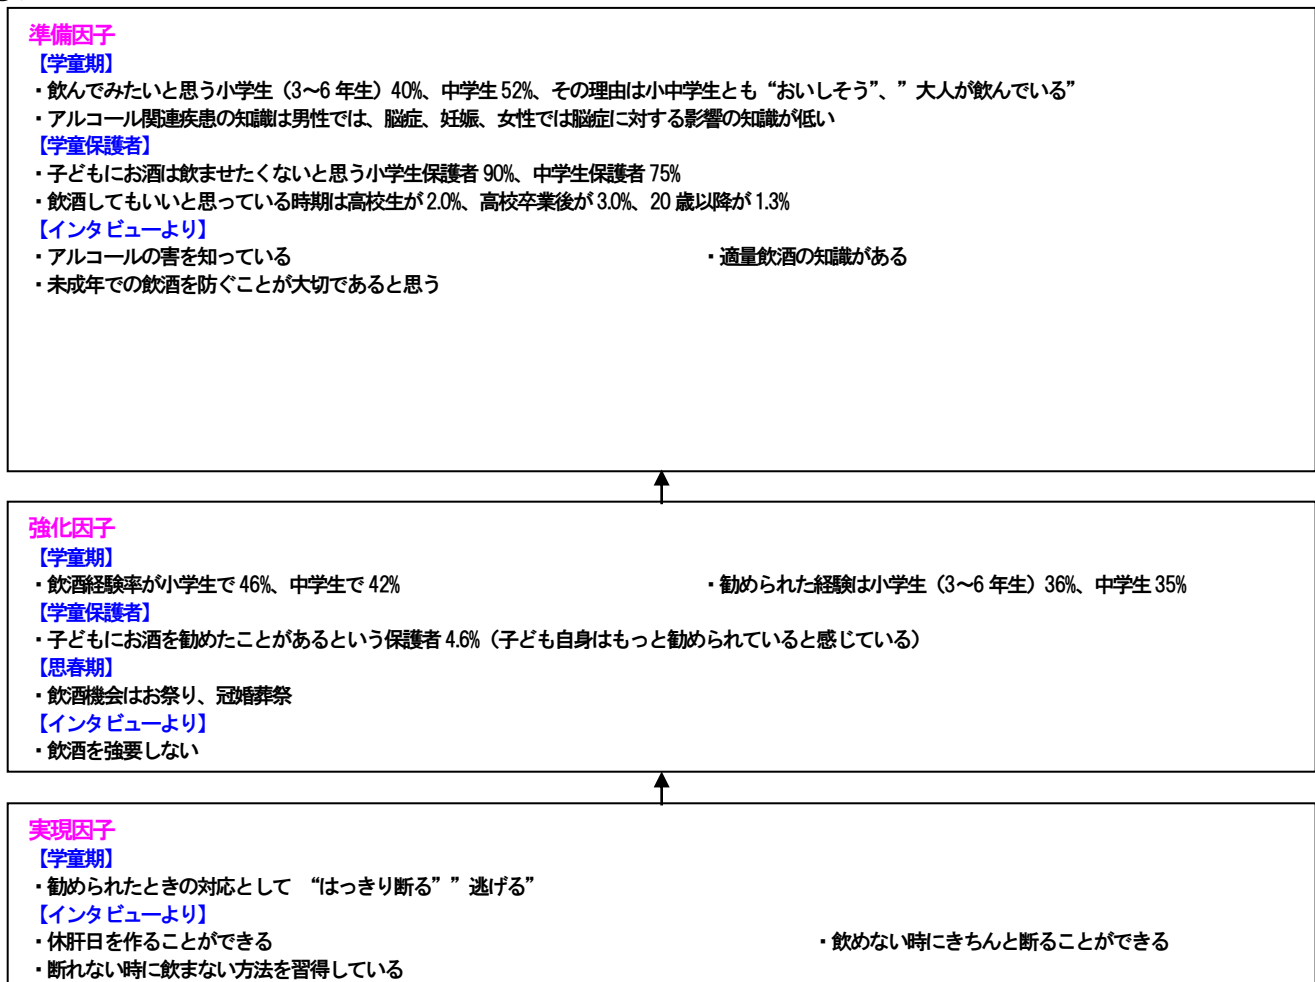 準備因子
【学童期】
・飲んでみたいと思う小学生（3～6 年生）40%、中学生 52%、その理由は小中学生とも“おいしそう”、”大人が飲んでいる”
・アルコール関連疾患の知識は男性では、脳症、妊娠、女性では脳症に対する影響の知識が低い
【学童保護者】
・子どもにお酒は飲ませたくないと思う小学生保護者 90%、中学生保護者 75%
・飲酒してもいいと思っている時期は高校生が 2.0%、高校卒業後が 3.0%、20 歳以降が 1.3%
【インタビューより】
・アルコールの害を知っている ・適量飲酒の知識がある
・未成年での飲酒を防ぐことが大切であると思う
強化因子
【学童期】
・飲酒経験率が小学生で 46%、中学生で 42% ・勧められた経験は小学生（3～6 年生）36%、中学生 35%
【学童保護者】
・子どもにお酒を勧めたことがあるという保護者 4.6%（子ども自身はもっと勧められていると感じている）
【思春期】
・飲酒機会はお祭り、冠婚葬祭
【インタビューより】
・飲酒を強要しない
実現因子
【学童期】
・勧められたときの対応として “はっきり断る””逃げる”
【インタビューより】
・休肝日を作ることができる ・飲めない時にきちんと断ることができる
・断れない時に飲まない方法を習得している